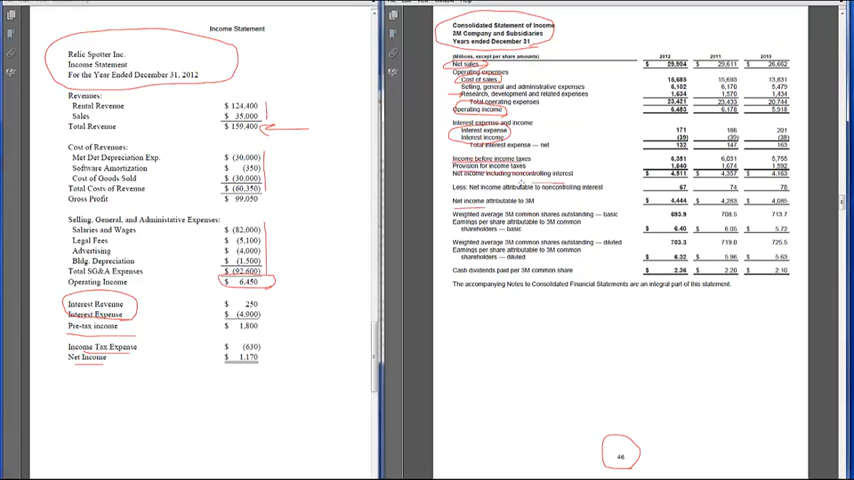 Income Statement
Relic Spotter Inc.
Income Statement
For the Year Ended December 31, 2012
Revenues:
Rental Revenue $ 124,400
Sales $ 35,000
Total Revenue $ 159,400
Cost of Revenues:
Met Det Depreciation Exp. $ (30,000)
Software Amortization $ (350)
Cost of Goods Sold $ (30,000)
Total Costs of Revenue $ (60,350)
Gross Profit $ 99,050
Selling, General, and Administative Expenses:
Salaries and Wages $ (82,000)
Legal Fees $ (5,100)
Advertising $ (4,000)
Bldg. Depreciation $ (1,500)
Total SG&A Expenses $ (92,600)
Operating Income $ 6,450
Interest Revenue $ 250
Interest Expense $ (4,900)
Pre-tax income $ 1,800
Income Tax Expense $ (630)
Net Income $ 1,170
Consolidated Statement of Income
3M Company and Subsidiaries
Years ended December 31
(Millions, except per share amounts) 2012 2011 2010
Net sales $ 29,904 $ 29,611 $ 26,662
Operating expenses
Cost of sales 15,685 15,693 13,831
Selling, general and administrative expenses 6,102 6,170 5,479
Research, development and related expenses 1,634 1,570 1,434
Total operating expenses 23,421 23,433 20,744
Operating income 6,483 6,178 5,918
Interest expense and income
Interest expense 171 186 201
Interest income (39) (39) (38)
Total interest expense — net 132 147 163
Income before income taxes 6,351 6,031 5,755
Provision for income taxes 1,840 1,674 1,592
Net income including noncontrolling interest $ 4,511 $ 4,357 $ 4,163
Less: Net income attributable to noncontrolling interest 67 74 78
Net income attributable to 3M $ 4,444 $ 4,283 $ 4,085
Weighted average 3M common shares outstanding — basic 693.9 708.5 713.7
Earnings per share attributable to 3M common
shareholders — basic $ 6.40 $ 6.05 $ 5.72
Weighted average 3M common shares outstanding — diluted 703.3 719.0 725.5
Earnings per share attributable to 3M common
shareholders — diluted $ 6.32 $ 5.96 $ 5.63
Cash dividends paid per 3M common share $ 2.36 $ 2.20 $ 2.10
The accompanying Notes to Consolidated Financial Statements are an integral part of this statement.
46